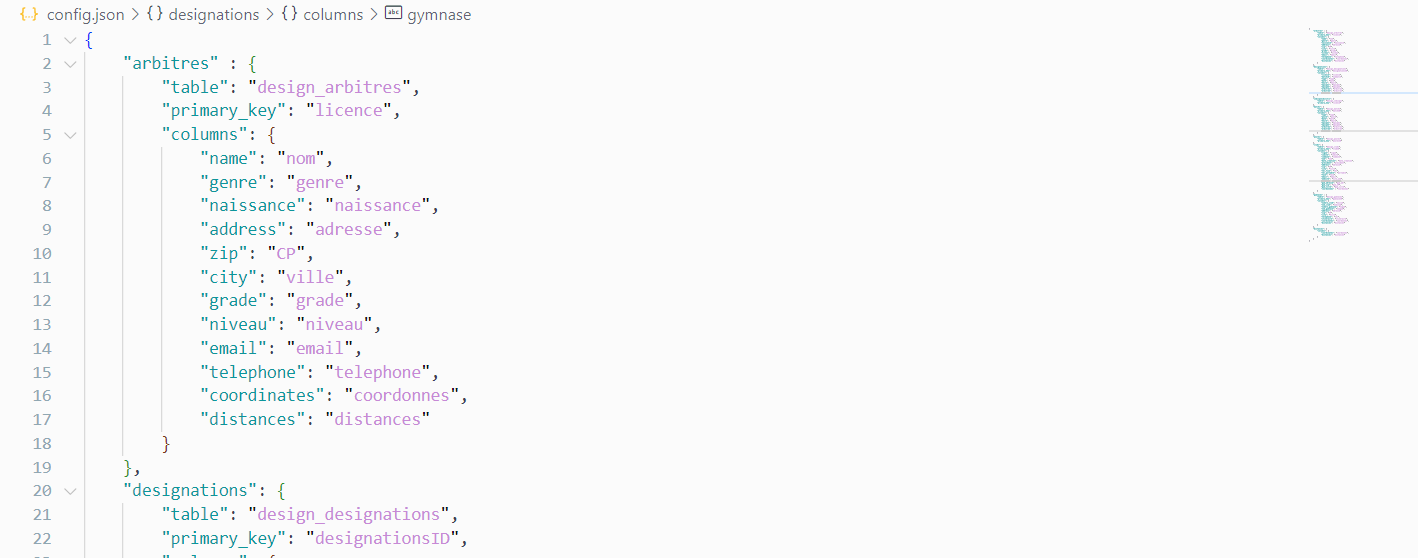 config.json > {} designations > {} columns > abc gymnase
1 {
2 "arbitres" : {
3 "table": "design_arbitres",
4 "primary_key": "licence",
5 "columns": {
6 "name": "nom",
7 "genre": "genre",
8 "naissance": "naissance",
9 "address": "adresse",
10 "zip": "CP",
11 "city": "ville",
12 "grade": "grade",
13 "niveau": "niveau",
14 "email": "email",
15 "telephone": "telephone",
16 "coordinates": "coordonnes",
17 "distances": "distances"
18 }
19 },
20 "designations": {
21 "table": "design_designations",
22 "primary_key": "designationsID",